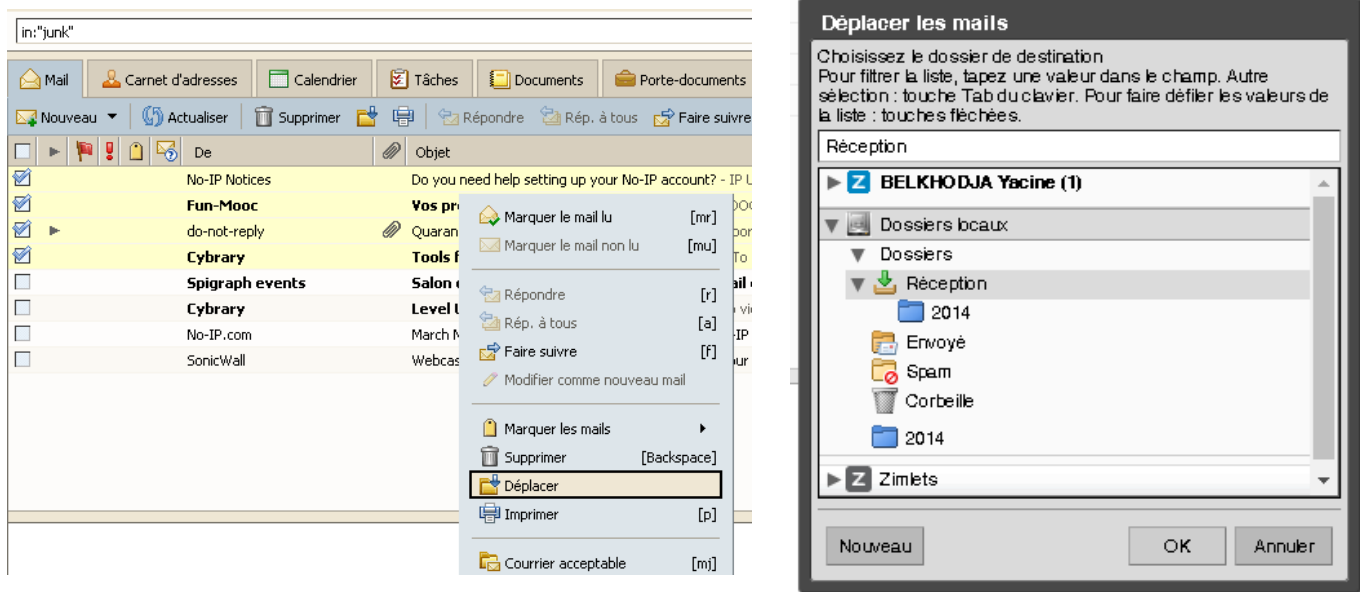 in:"junk"
Mail Carnet d'adresses Calendrier Tâches Documents Porte-documents
Nouveau Actualiser Supprimer Répondre Rép. à tous Faire suivre
De Objet
No-IP Notices Do you need help setting up your No-IP account? - IP
Fun-Mooc Vos
do-not-reply Quaran
Cybrary Tools f To
Spigraph events Salon ail
Cybrary Level
No-IP.com March -IP
SonicWall Webcas our
Marquer le mail lu [mr]
Marquer le mail non lu [mu]
Répondre [r]
Rép. à tous [a]
Faire suivre [f]
Modifier comme nouveau mail
Marquer les mails
Supprimer [Backspace]
Déplacer
Imprimer [p]
Courrier acceptable [mj]
Déplacer les mails
Choisissez le dossier de destination
Pour filtrer la liste, tapez une valeur dans le champ. Autre
sélection : touche Tab du clavier. Pour faire défiler les valeurs de
la liste : touches fléchées.
Réception
BELKHODJA Yacine (1)
Dossiers locaux
Dossiers
Réception
2014
Envoyé
Spam
Corbeille
2014
Zimlets
Nouveau OK Annuler